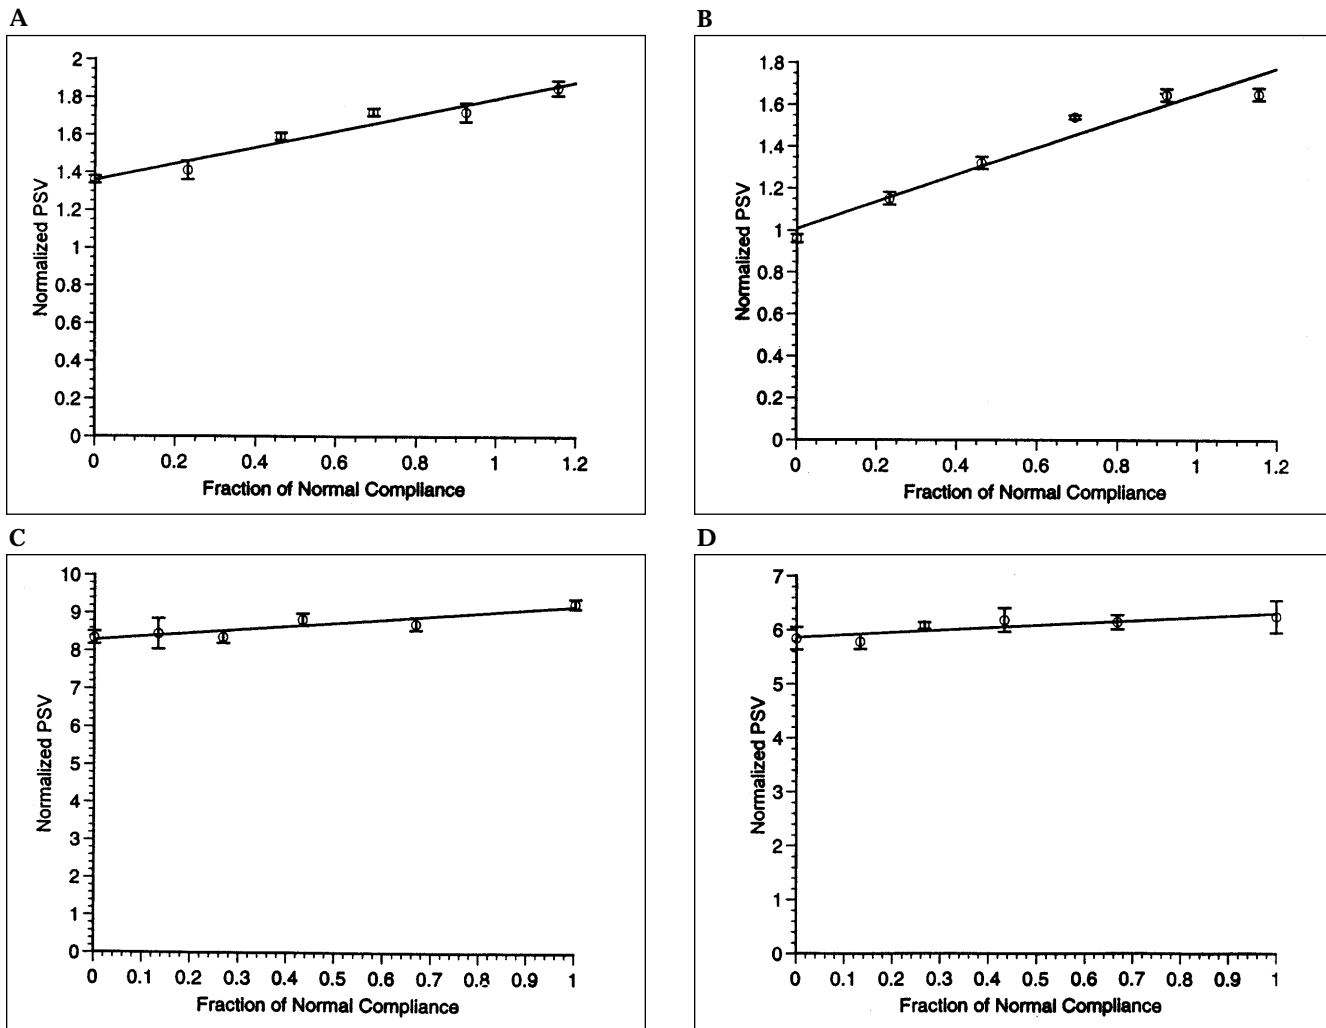 A
2
1.8
1.6
1.4
1.2
1
0.8
0.6
0.4
0.2
0
Normalized PSV
0 0.2 0.4 0.6 0.8 1 1.2
Fraction of Normal Compliance
B
1.8
1.6
1.4
1.2
1
0.8
0.6
0.4
0.2
0
Normalized PSV
0 0.2 0.4 0.6 0.8 1 1.2
Fraction of Normal Compliance
C
10
9
8
7
6
5
4
3
2
1
0
Normalized PSV
0 0.1 0.2 0.3 0.4 0.5 0.6 0.7 0.8 0.9 1
Fraction of Normal Compliance
D
7
6
5
4
3
2
1
0
Normalized PSV
0 0.1 0.2 0.3 0.4 0.5 0.6 0.7 0.8 0.9 1
Fraction of Normal Compliance